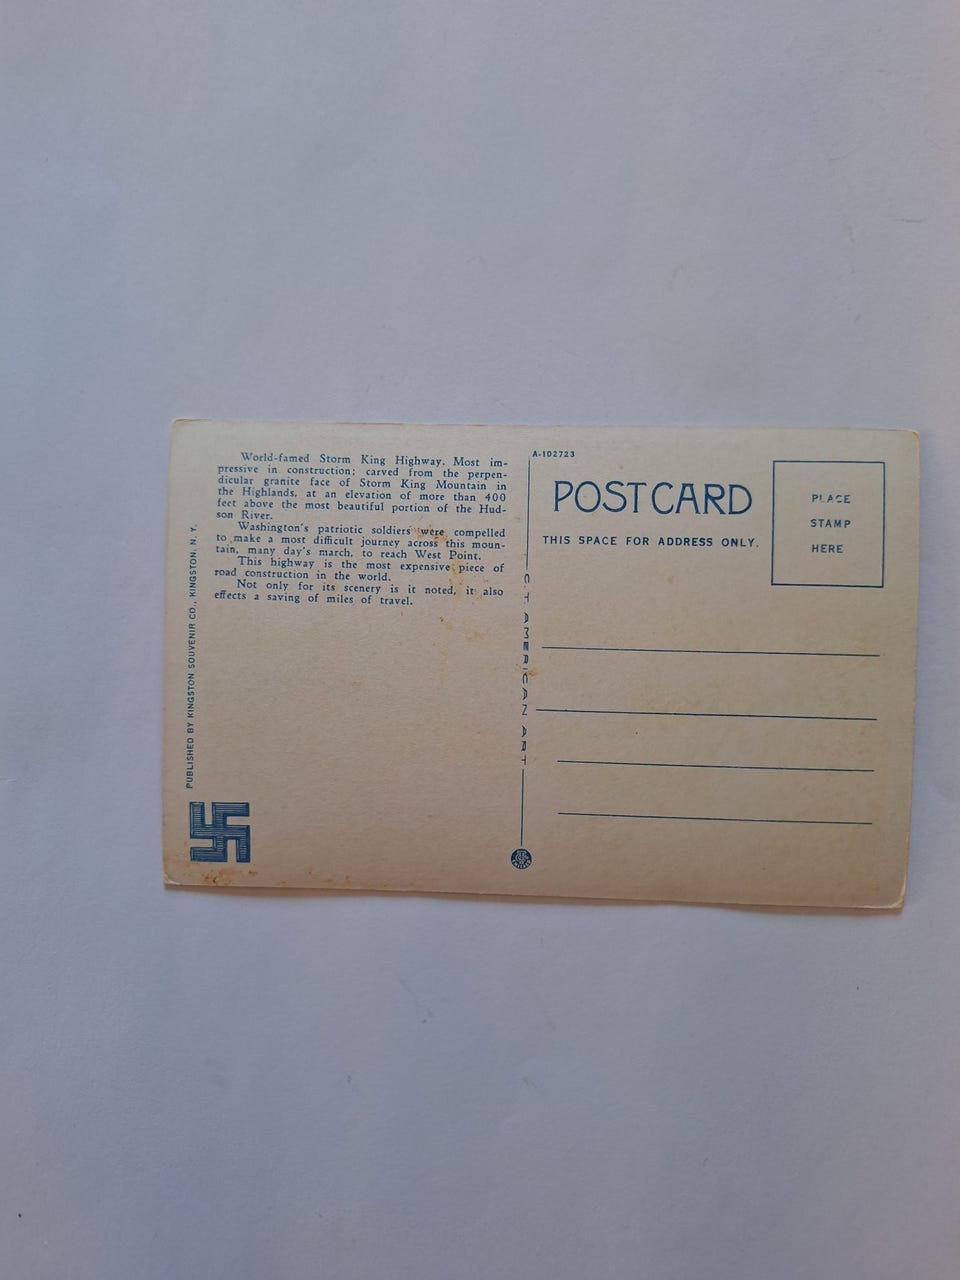 World-famed Storm King Highway. Most im-
pressive in construction; carved from the perpen-
dicular granite face of Storm King Mountain in
the Highlands, at an elevation of more than 400
feet above the most beautiful portion of the Hud-
son River.
Washington's patriotic soldiers were compelled
to make a most difficult journey across this moun-
tain, many day's march, to reach West Point.
This highway is the most expensive piece of
road construction in the world.
Not only for its scenery is it noted, it also
effects a saving of miles of travel.
PUBLISHED BY KINGSTON SOUVENIR CO., KINGSTON, N. Y.
C.T. AMERICAN ART
A-102723
POST CARD
THIS SPACE FOR ADDRESS ONLY.
PLACE
STAMP
HERE